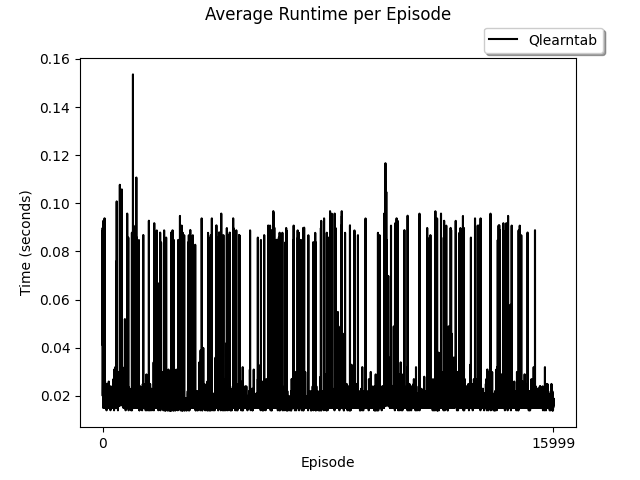 Average Runtime per Episode
Qlearntab
0.16
0.14
0.12
0.10
0.08
0.06
0.04
0.02
Time (seconds)
0
15999
Episode